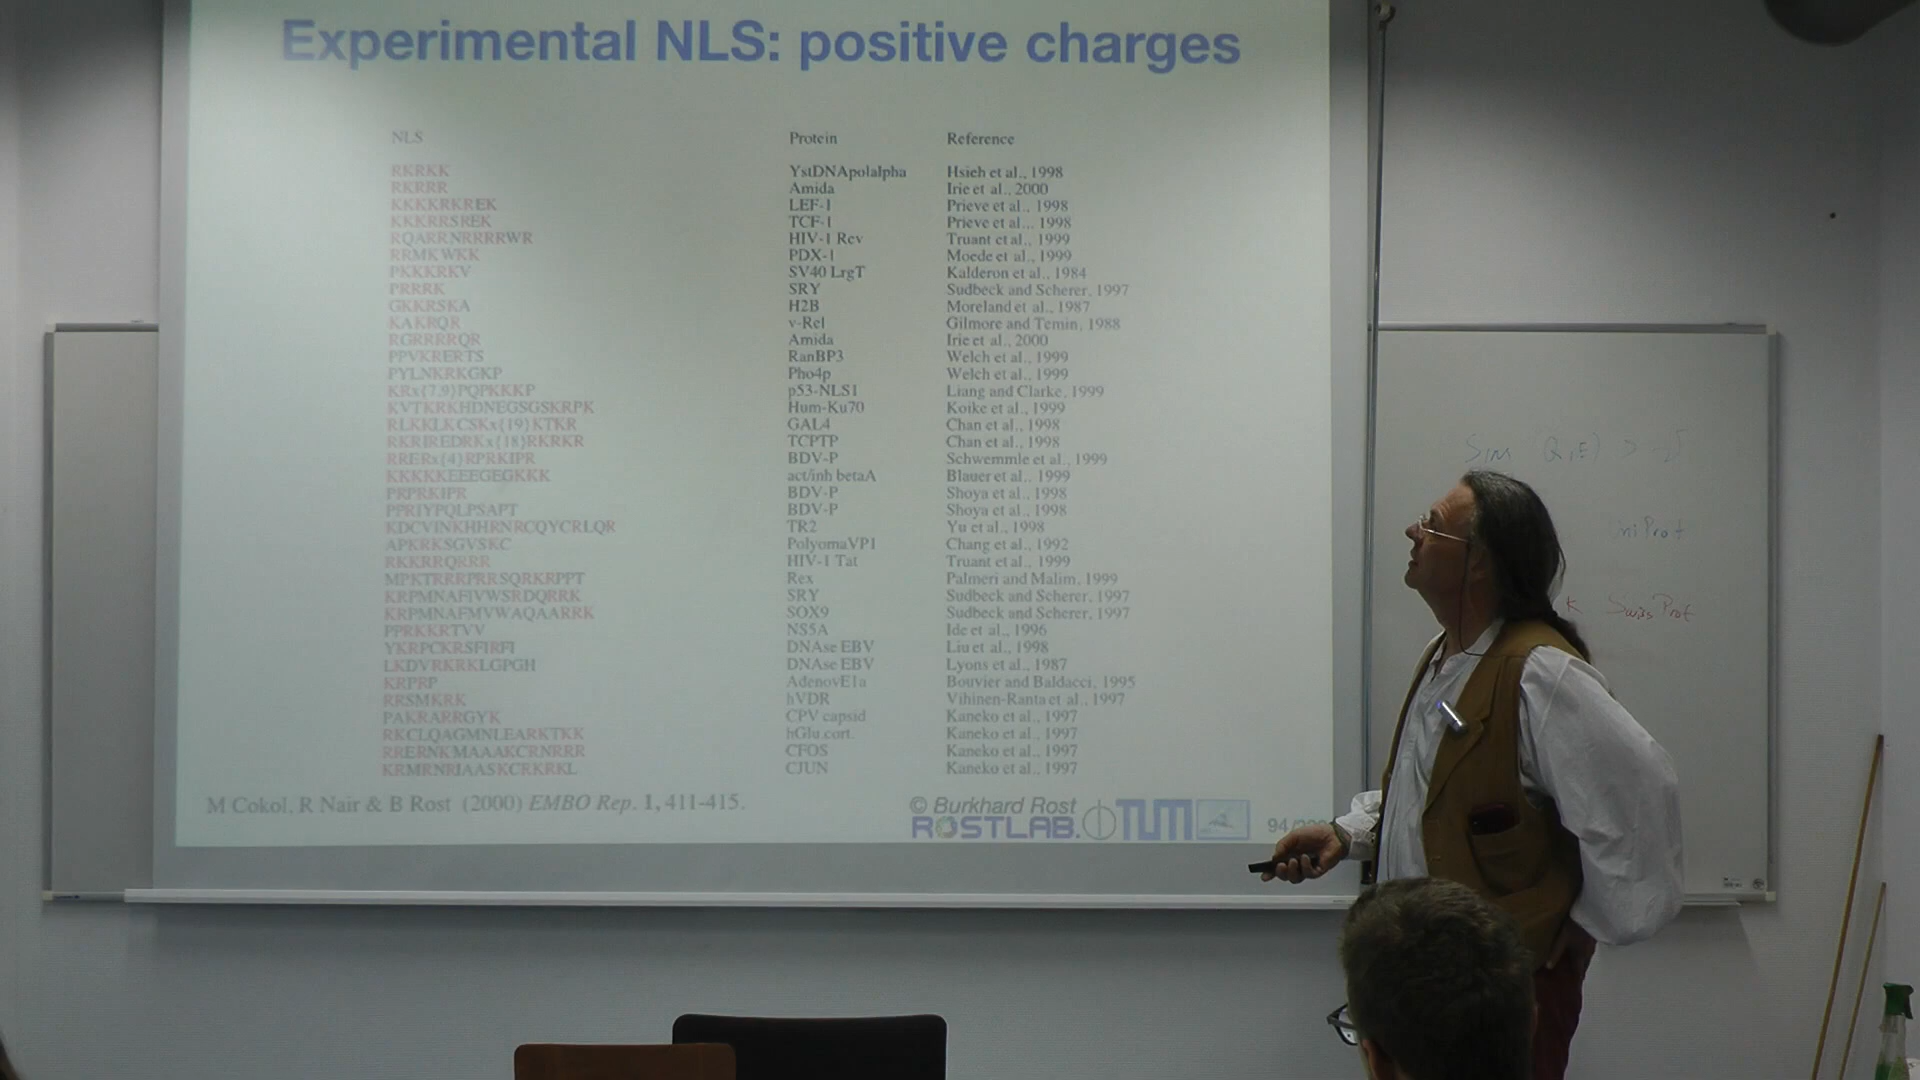 Experimental NLS: positive charges
NLS Protein Reference
RKRKK YstDNApolalpha Hsieh et al., 1998
RKRRR Amida Irie et al., 2000
KKKKRKREK LEF-1 Prieve et al., 1998
KKKRRSREK TCF-1 Prieve et al., 1998
RQARRNRRRRWR HIV-1 Rev Truant et al., 1999
RRMKWKK PDX-1 Moede et al., 1999
PKKKRKV SV40 LrgT Kalderon et al., 1984
PRRRK SRY Sudbeck and Scherer, 1997
GKKRSKA H2B Moreland et al., 1987
KAKRQR v-Rel Gilmore and Temin, 1988
RGRRRRQR Amida Irie et al., 2000
PPVKRERTS RanBP3 Welch et al., 1999
PYLNKRKGKP Pho4p Welch et al., 1999
KRx{7,9}PQPKKKP p53-NLS1 Liang and Clarke, 1999
KVTKRKHDNEGSGSKRPK Hum-Ku70 Koike et al., 1999
RLKKLKCSKx{19}KTKR GAL4 Chan et al., 1998
RKRIREDRKx{18}RKRKR TCPTP Chan et al., 1998
RRERx{4}RPRKIPR BDV-P Schwemmle et al., 1999
KKKKKEEEGEGKKK act/inh betaA Blauer et al., 1999
PRPRKIPR BDV-P Shoya et al., 1998
PPRIYPQLPSAPT BDV-P Shoya et al., 1998
KDCVINKHHRNRCQYCRLQR TR2 Yu et al., 1998
APKRKSGVSKC PolyomaVP1 Chang et al., 1992
RKKRRQRRR HIV-1 Tat Truant et al., 1999
MPKTRRRPRRSQRKRPPT Rex Palmeri and Malim, 1999
KRPMNAFIVWSRDQRRK SRY Sudbeck and Scherer, 1997
KRPMNAFMVWAQAARRK SOX9 Sudbeck and Scherer, 1997
PPRKKRTVV NS5A Ide et al., 1996
YKRPCKRSFIRFI DNAse EBV Liu et al., 1998
LKDVRKRKLGPGH DNAse EBV Lyons et al., 1987
KRPRP AdenovE1a Bouvier and Baldacci, 1995
RRSMKRK hVDR Vihinen-Ranta et al., 1997
PAKRARRGYK CPV capsid Kaneko et al., 1997
RKCLQAGMNLEARKTKK hGlu.cort. Kaneko et al., 1997
RRERNKMAAAKCRNRRR CFOS Kaneko et al., 1997
KRMRNRIAASKCRKRKL CJUN Kaneko et al., 1997
M Cokol, R Nair & B Rost (2000) EMBO Rep. 1, 411-415.
© Burkhard Rost
ROSTLAB. TUM
94
Sim (Q,E) >
niProt
K Swiss Prot